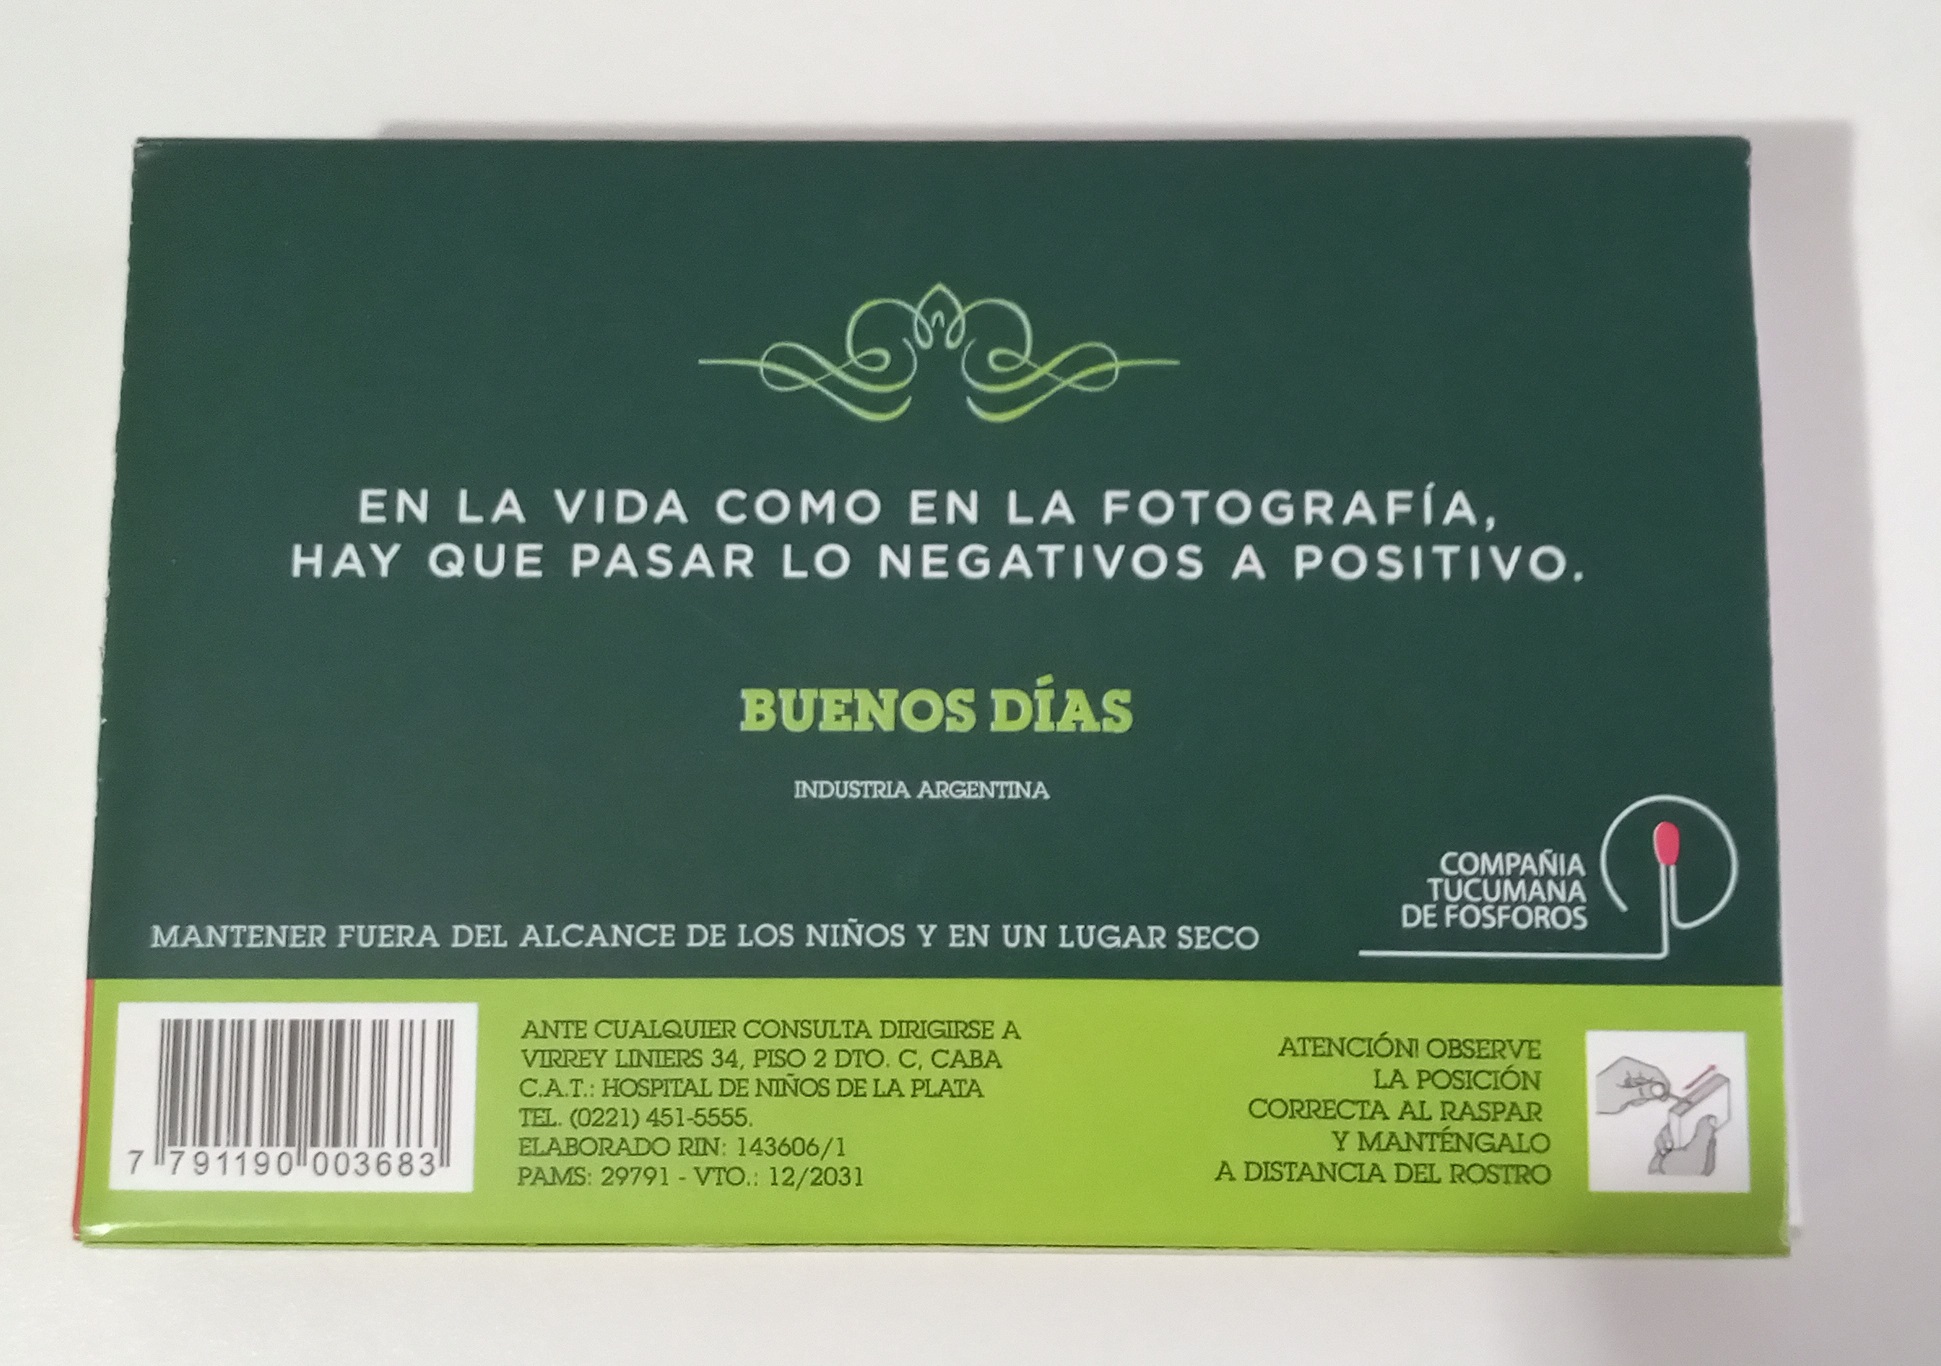 EN LA VIDA COMO EN LA FOTOGRAFÍA,
HAY QUE PASAR LO NEGATIVOS A POSITIVO.
BUENOS DÍAS
INDUSTRIA ARGENTINA
COMPAÑIA
TUCUMANA
DE FOSFOROS
MANTENER FUERA DEL ALCANCE DE LOS NIÑOS Y EN UN LUGAR SECO
7 791190 003683
ANTE CUALQUIER CONSULTA DIRIGIRSE A
VIRREY LINIERS 34, PISO 2 DTO. C, CABA
C.A.T.: HOSPITAL DE NIÑOS DE LA PLATA
TEL. (0221) 451-5555.
ELABORADO RIN: 143606/1
PAMS: 29791 - VTO.: 12/2031
ATENCIÓN! OBSERVE
LA POSICIÓN
CORRECTA AL RASPAR
Y MANTÉNGALO
A DISTANCIA DEL ROSTRO